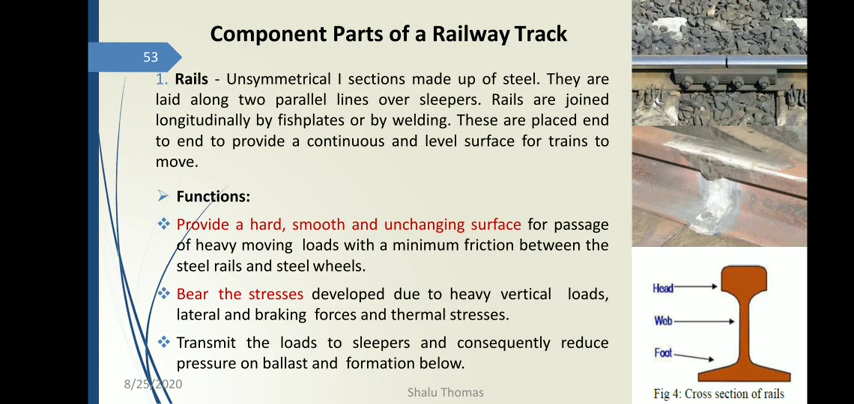 Component Parts of a Railway Track
53
1. Rails - Unsymmetrical I sections made up of steel. They are
laid along two parallel lines over sleepers. Rails are joined
longitudinally by fishplates or by welding. These are placed end
to end to provide a continuous and level surface for trains to
move.
Functions:
Provide a hard, smooth and unchanging surface for passage
of heavy moving loads with a minimum friction between the
steel rails and steel wheels.
Bear the stresses developed due to heavy vertical loads,
lateral and braking forces and thermal stresses.
Transmit the loads to sleepers and consequently reduce
pressure on ballast and formation below.
Head
Web
Foot
Fig 4: Cross section of rails
8/25/2020
Shalu Thomas